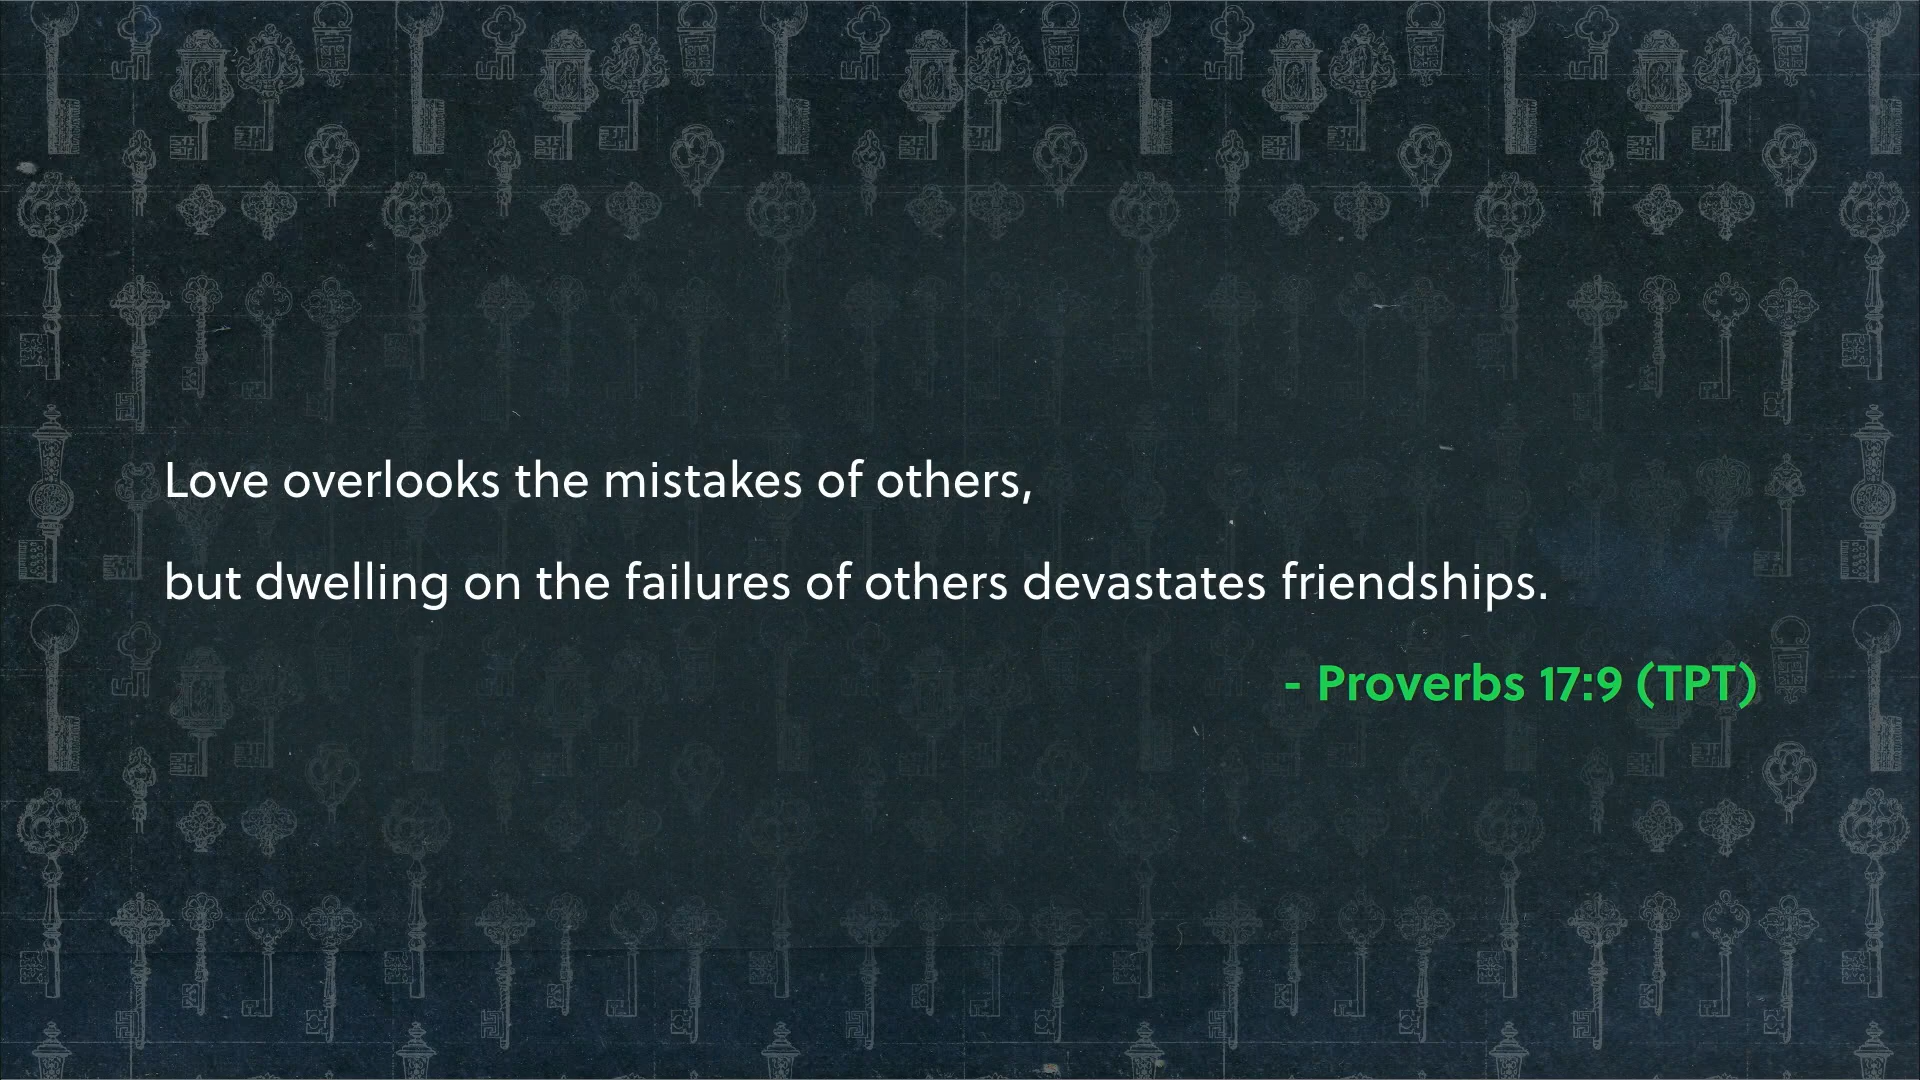 Love overlooks the mistakes of others,
but dwelling on the failures of others devastates friendships.
- Proverbs 17:9 (TPT)